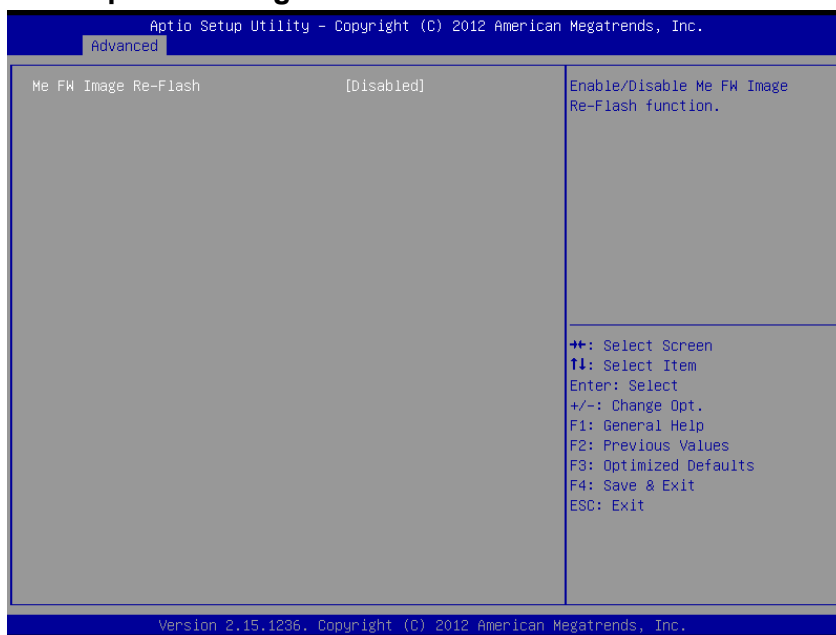 Aptio Setup Utility – Copyright (C) 2012 American Megatrends, Inc.
Advanced
Me FW Image Re-Flash [Disabled]
Enable/Disable Me FW Image
Re-Flash function.
→←: Select Screen
↑↓: Select Item
Enter: Select
+/-: Change Opt.
F1: General Help
F2: Previous Values
F3: Optimized Defaults
F4: Save & Exit
ESC: Exit
Version 2.15.1236. Copyright (C) 2012 American Megatrends, Inc.